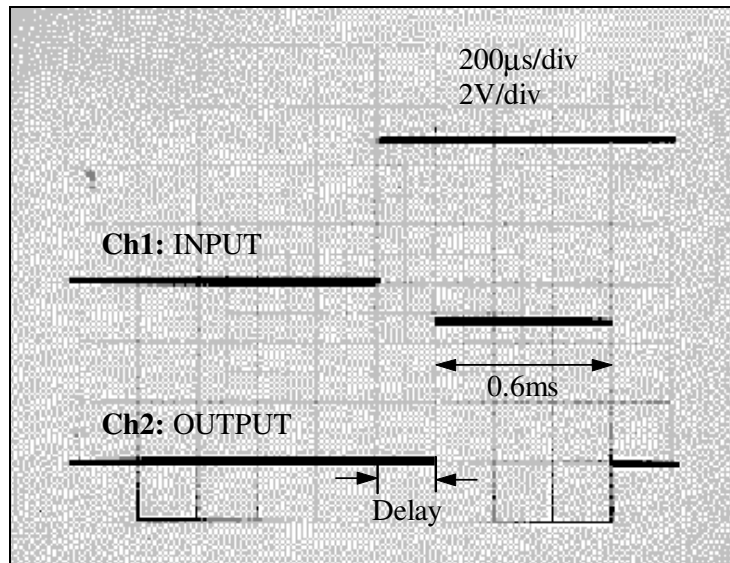 200μs/div
2V/div
Ch1: INPUT
0.6ms
Ch2: OUTPUT
Delay